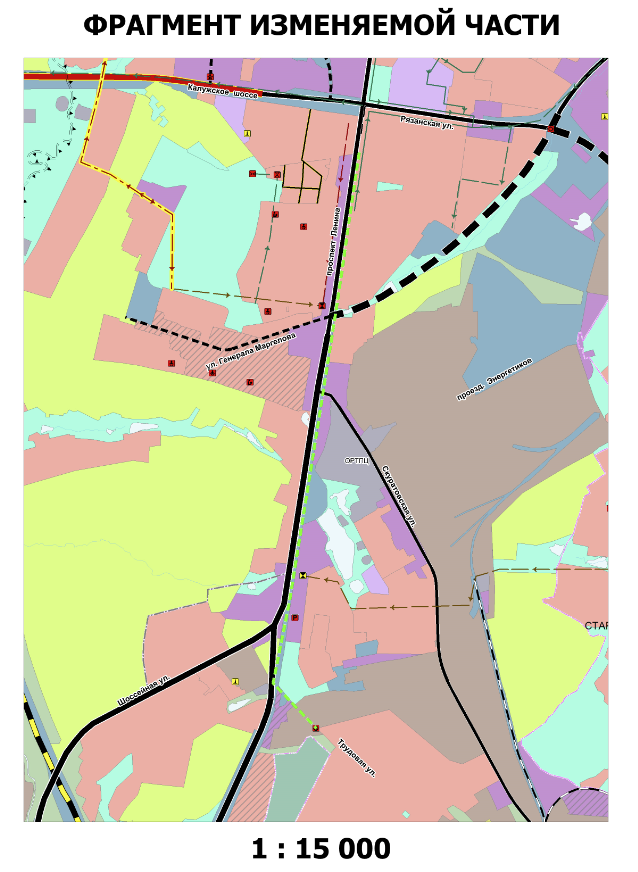 ФРАГМЕНТ ИЗМЕНЯЕМОЙ ЧАСТИ
Калужское шоссе
Рязанская ул.
проспект Ленина
ул. Генерала Маргелова
проезд. Энергетиков
ОРТПЦ
Скуратовская ул.
СТАР
Шоссейная ул.
Трудовая ул.
1 : 15 000